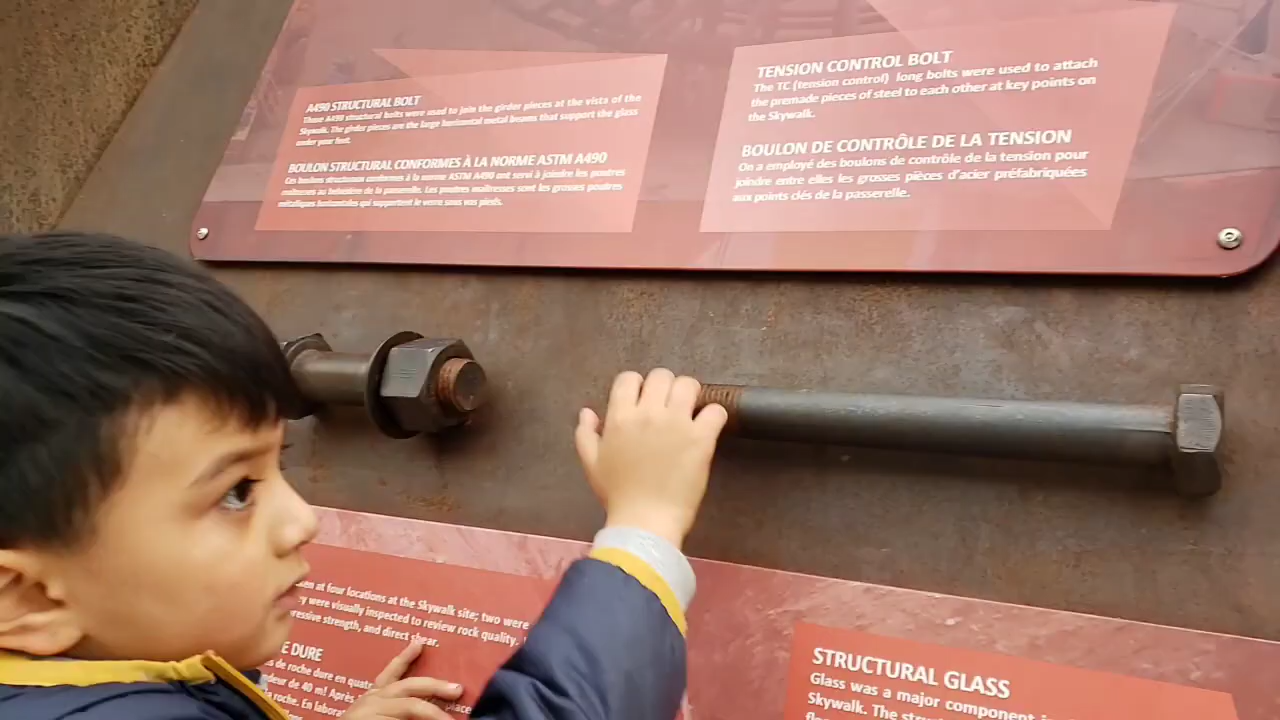 A490 STRUCTURAL BOLT
These A490 structural bolts were used to join the girder pieces at the vista of the
Skywalk. The girder pieces are the large horizontal metal beams that support the glass
under your feet.
BOULON STRUCTURAL CONFORMES À LA NORME ASTM A490
Ces boulons structuraux conformes à la norme ASTM A490 ont servi à joindre les poutres
maîtresses au belvédère de la passerelle. Les poutres maîtresses sont les grosses poutres
métalliques horizontales qui supportent le verre sous vos pieds.
TENSION CONTROL BOLT
The TC (tension control) long bolts were used to attach
the premade pieces of steel to each other at key points on
the Skywalk.
BOULON DE CONTRÔLE DE LA TENSION
On a employé des boulons de contrôle de la tension pour
joindre entre elles les grosses pièces d'acier préfabriquées
aux points clés de la passerelle.
at four locations at the Skywalk site; two were
were visually inspected to review rock quality,
strength, and direct shear.
DURE
de roche dure en
de 40 m! Après
la roche. En
place
STRUCTURAL GLASS
Glass was a major component
Skywalk. The